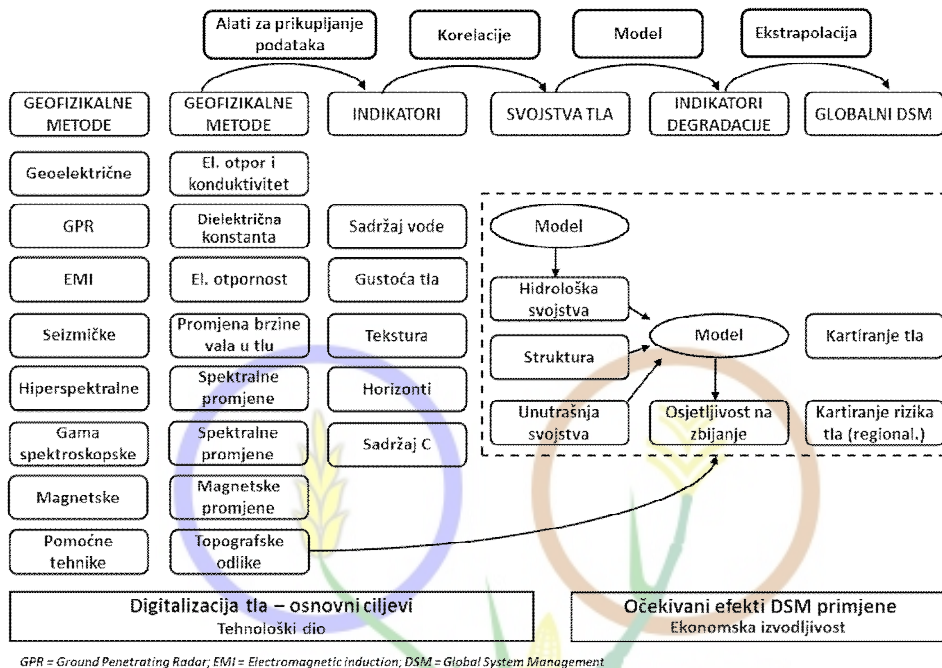 Alati za prikupljanje
podataka
Korelacije
Model
Ekstrapolacija
GEOFIZIKALNE
METODE
GEOFIZIKALNE
METODE
INDIKATORI
SVOJSTVA TLA
INDIKATORI
DEGRADACIJE
GLOBALNI DSM
Geoelektrične
El. otpor i
konduktivitet
GPR
Dielektrična
konstanta
Sadržaj vode
Model
EMI
El. otpornost
Gustoća tla
Hidrološka
svojstva
Seizmičke
Promjena brzine
vala u tlu
Tekstura
Struktura
Model
Kartiranje tla
Hiperspektralne
Spektralne
promjene
Horizonti
Unutrašnja
svojstva
Osjetljivost na
zbijanje
Kartiranje rizika
tla (regional.)
Gama
spektroskopske
Spektralne
promjene
Sadržaj C
Magnetske
Magnetske
promjene
Pomoćne
tehnike
Topografske
odlike
Digitalizacija tla – osnovni ciljevi
Tehnološki dio
Očekivani efekti DSM primjene
Ekonomska izvodljivost
GPR = Ground Penetrating Radar; EMI = Electromagnetic induction; DSM = Global System Management